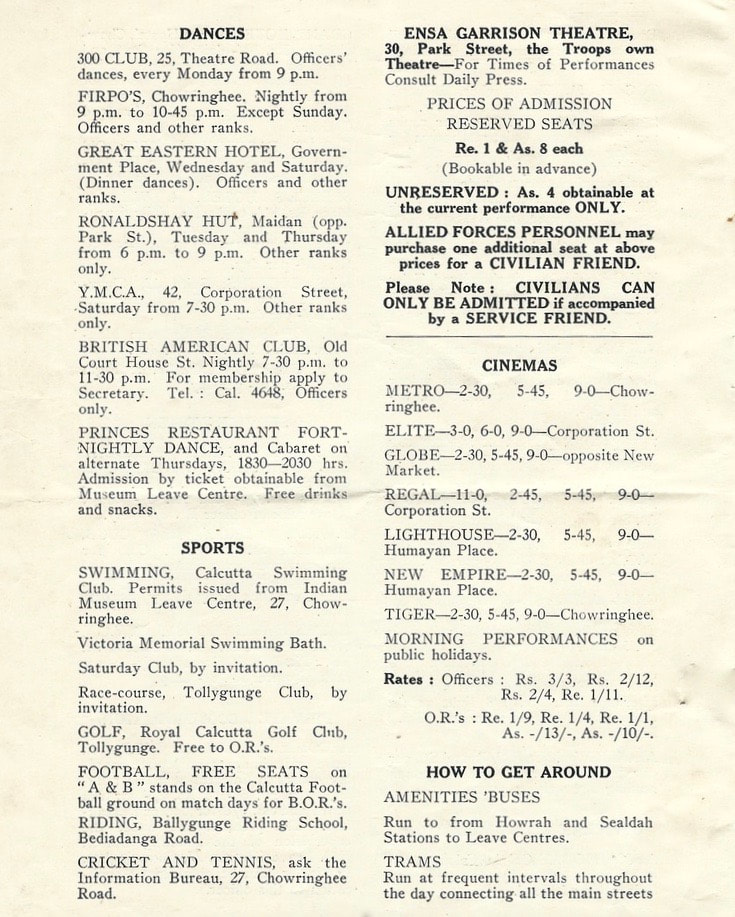 DANCES
300 CLUB, 25, Theatre Road. Officers'
dances, every Monday from 9 p.m.
FIRPO'S, Chowringhee. Nightly from
9 p.m. to 10-45 p.m. Except Sunday.
Officers and other ranks.
GREAT EASTERN HOTEL, Govern-
ment Place, Wednesday and Saturday.
(Dinner dances). Officers and other
ranks.
RONALDSHAY HUT, Maidan (opp.
Park St.), Tuesday and Thursday
from 6 p.m. to 9 p.m. Other ranks
only.
Y.M.C.A., 42, Corporation Street,
Saturday from 7-30 p.m. Other ranks
only.
BRITISH AMERICAN CLUB, Old
Court House St. Nightly 7-30 p.m. to
11-30 p.m. For membership apply to
Secretary. Tel. : Cal. 4648, Officers
only.
PRINCES RESTAURANT FORT-
NIGHTLY DANCE, and Cabaret on
alternate Thursdays, 1830—2030 hrs.
Admission by ticket obtainable from
Museum Leave Centre. Free drinks
and snacks.
SPORTS
SWIMMING, Calcutta Swimming
Club. Permits issued from Indian
Museum Leave Centre, 27, Chow-
ringhee.
Victoria Memorial Swimming Bath.
Saturday Club, by invitation.
Race-course, Tollygunge Club, by
invitation.
GOLF, Royal Calcutta Golf Club,
Tollygunge. Free to O.R.'s.
FOOTBALL, FREE SEATS on
"A & B" stands on the Calcutta Foot-
ball ground on match days for B.O.R.'s.
RIDING, Ballygunge Riding School,
Bediadanga Road.
CRICKET AND TENNIS, ask the
Information Bureau, 27, Chowringhee
Road.
ENSA GARRISON THEATRE,
30, Park Street, the Troops own
Theatre—For Times of Performances
Consult Daily Press.
PRICES OF ADMISSION
RESERVED SEATS
Re. 1 & As. 8 each
(Bookable in advance)
UNRESERVED : As. 4 obtainable at
the current performance ONLY.
ALLIED FORCES PERSONNEL may
purchase one additional seat at above
prices for a CIVILIAN FRIEND.
Please Note : CIVILIANS CAN
ONLY BE ADMITTED if accompanied
by a SERVICE FRIEND.
CINEMAS
METRO—2-30, 5-45, 9-0—Chow-
ringhee.
ELITE—3-0, 6-0, 9-0—Corporation St.
GLOBE—2-30, 5-45, 9-0—opposite New
Market.
REGAL—11-0, 2-45, 5-45, 9-0—
Corporation St.
LIGHTHOUSE—2-30, 5-45, 9-0—
Humayan Place.
NEW EMPIRE—2-30, 5-45, 9-0—
Humayan Place.
TIGER—2-30, 5-45, 9-0—Chowringhee.
MORNING PERFORMANCES on
public holidays.
Rates : Officers : Rs. 3/3, Rs. 2/12,
Rs. 2/4, Re. 1/11.
O.R.'s : Re. 1/9, Re. 1/4, Re. 1/1,
As. -/13/-, As. -/10/-.
HOW TO GET AROUND
AMENITIES 'BUSES
Run to from Howrah and Sealdah
Stations to Leave Centres.
TRAMS
Run at frequent intervals throughout
the day connecting all the main streets